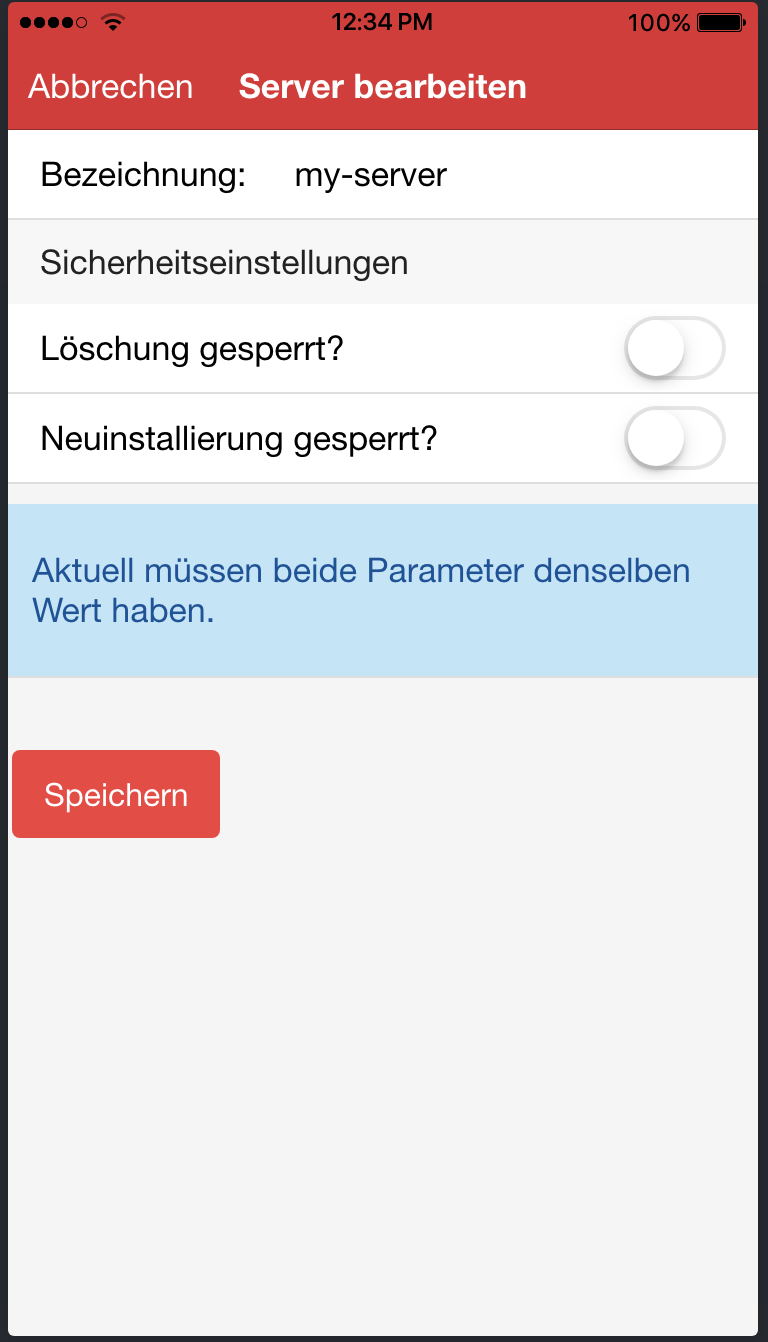 12:34 PM
100%
Abbrechen
Server bearbeiten
Bezeichnung: my-server
Sicherheitseinstellungen
Löschung gesperrt?
Neuinstallierung gesperrt?
Aktuell müssen beide Parameter denselben
Wert haben.
Speichern